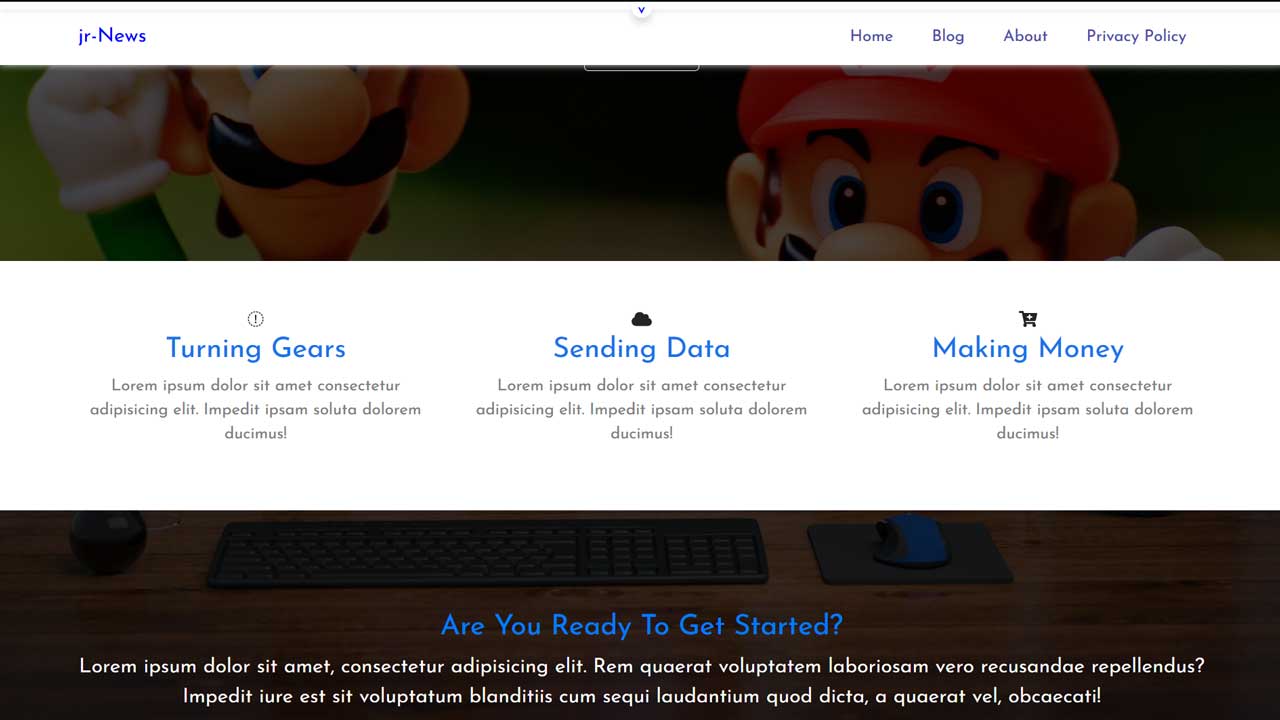 v
jr-News
Home Blog About Privacy Policy
Turning Gears
Lorem ipsum dolor sit amet consectetur
adipisicing elit. Impedit ipsam soluta dolorem
ducimus!
Sending Data
Lorem ipsum dolor sit amet consectetur
adipisicing elit. Impedit ipsam soluta dolorem
ducimus!
Making Money
Lorem ipsum dolor sit amet consectetur
adipisicing elit. Impedit ipsam soluta dolorem
ducimus!
Are You Ready To Get Started?
Lorem ipsum dolor sit amet, consectetur adipisicing elit. Rem quaerat voluptatem laboriosam vero recusandae repellendus?
Impedit iure est sit voluptatum blanditiis cum sequi laudantium quod dicta, a quaerat vel, obcaecati!